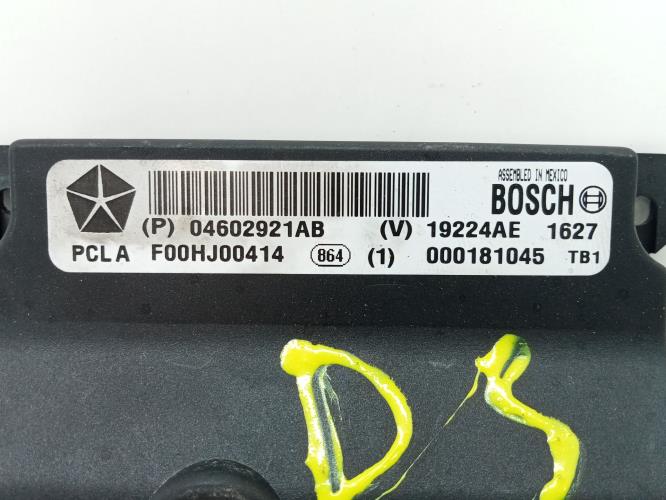 ASSEMBLED IN MEXICO
BOSCH
(P) 04602921AB (V) 19224AE 1627
PCLA F00HJ00414 864 (1) 000181045 TB1